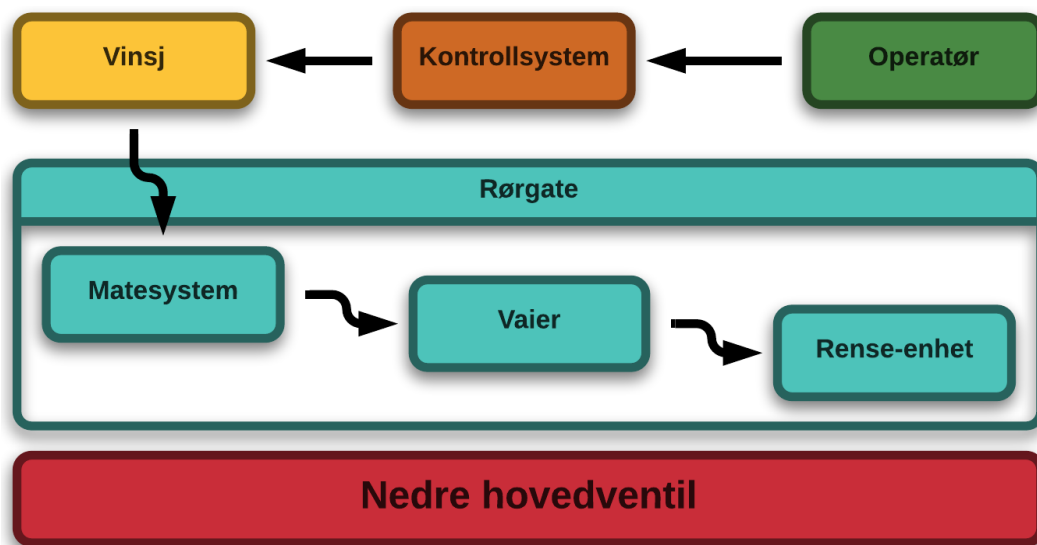 Vinsj
Kontrollsystem
Operatør
Rørgate
Matesystem
Vaier
Rense-enhet
Nedre hovedventil